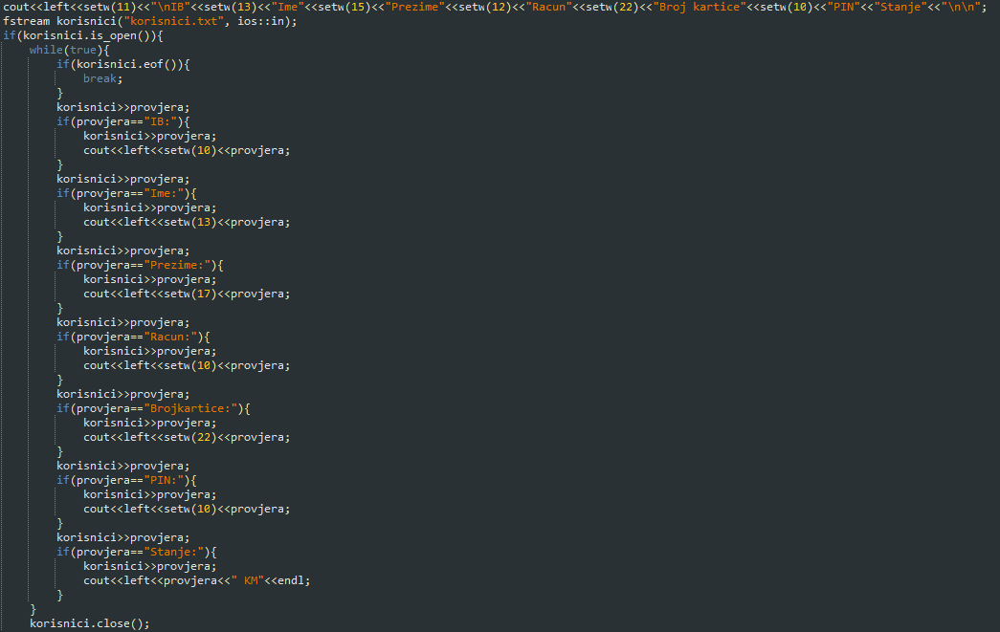 cout<<left<<setw(11)<<"\nIB"<<setw(13)<<"Ime"<<setw(15)<<"Prezime"<<setw(12)<<"Racun"<<setw(22)<<"Broj kartice"<<setw(10)<<"PIN"<<"Stanje"<<"\n\n";
fstream korisnici("korisnici.txt", ios::in);
if(korisnici.is_open()){
    while(true){
        if(korisnici.eof()){
            break;
        }
        korisnici>>provjera;
        if(provjera=="IB:"){
            korisnici>>provjera;
            cout<<left<<setw(10)<<provjera;
        }
        korisnici>>provjera;
        if(provjera=="Ime:"){
            korisnici>>provjera;
            cout<<left<<setw(13)<<provjera;
        }
        korisnici>>provjera;
        if(provjera=="Prezime:"){
            korisnici>>provjera;
            cout<<left<<setw(17)<<provjera;
        }
        korisnici>>provjera;
        if(provjera=="Racun:"){
            korisnici>>provjera;
            cout<<left<<setw(10)<<provjera;
        }
        korisnici>>provjera;
        if(provjera=="Brojkartice:"){
            korisnici>>provjera;
            cout<<left<<setw(22)<<provjera;
        }
        korisnici>>provjera;
        if(provjera=="PIN:"){
            korisnici>>provjera;
            cout<<left<<setw(10)<<provjera;
        }
        korisnici>>provjera;
        if(provjera=="Stanje:"){
            korisnici>>provjera;
            cout<<left<<provjera<<" KM"<<endl;
        }
    }
    korisnici.close();